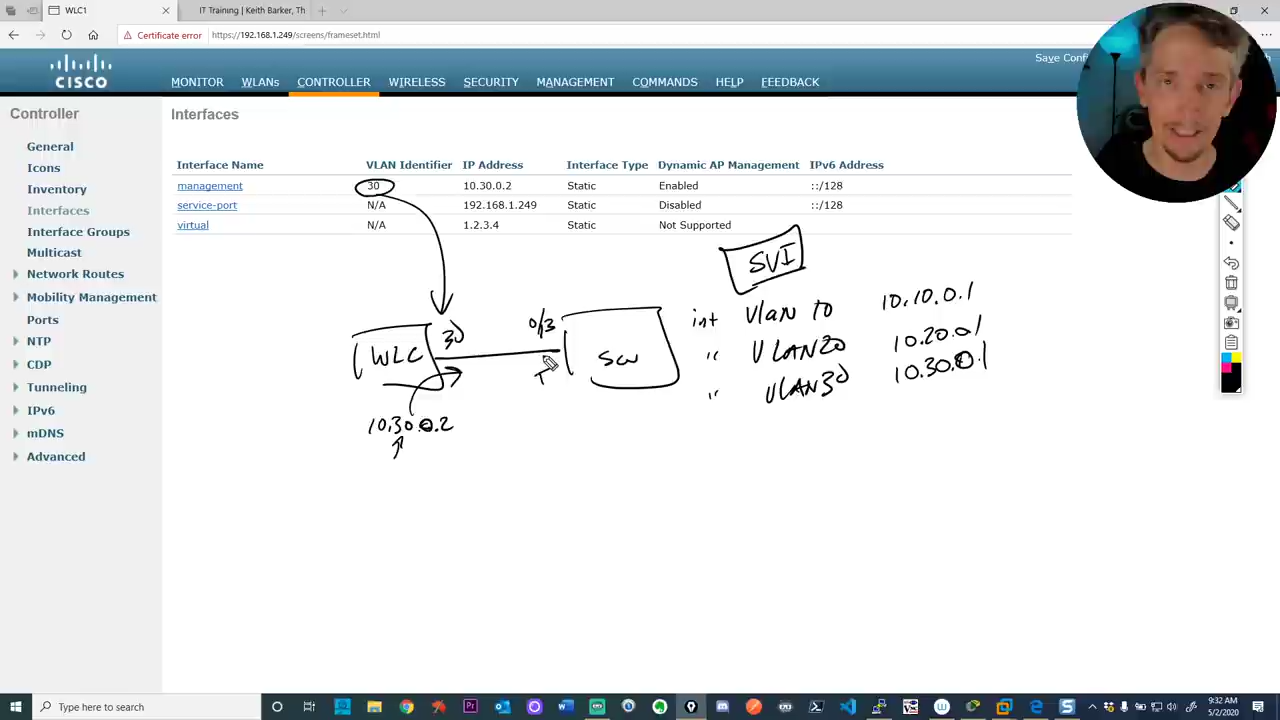 WLC1
IT Training | Keith Barker, Th
Certificate error
https://192.168.1.249/screens/frameset.html
Save Confi
CISCO
MONITOR WLANs CONTROLLER WIRELESS SECURITY MANAGEMENT COMMANDS HELP FEEDBACK
Controller
General
Icons
Inventory
Interfaces
Interface Groups
Multicast
Network Routes
Mobility Management
Ports
NTP
CDP
Tunneling
IPv6
mDNS
Advanced
Interfaces
Interface Name VLAN Identifier IP Address Interface Type Dynamic AP Management IPv6 Address
management 30 10.30.0.2 Static Enabled ::/128
service-port N/A 192.168.1.249 Static Disabled ::/128
virtual N/A 1.2.3.4 Static Not Supported
SVI
int Vlan 10 10.10.0.1
" VLAN20 10.20.0.1
" VLAN30 10.30.0.1
WLC
30
0/3
T
SW
10.30.0.2
Type here to search
9:32 AM
5/2/2020